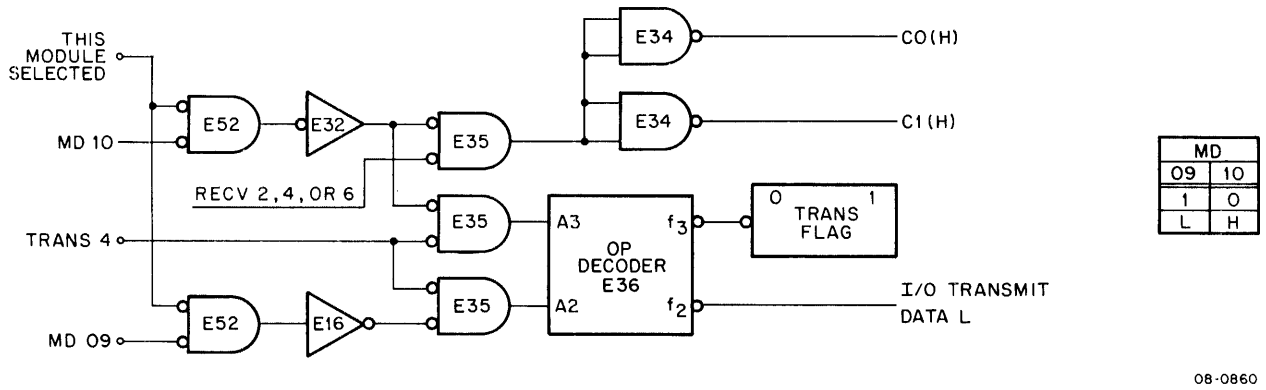 THIS
MODULE
SELECTED
MD 10
E52
E32
E35
E34
C0(H)
E34
C1(H)
RECV 2, 4, OR 6
TRANS 4
E35
E35
E52
E16
MD 09
A3
A2
OP
DECODER
E36
f3
f2
0 1
TRANS
FLAG
I/O TRANSMIT
DATA L
MD
09 10
1 0
L H
08-0860